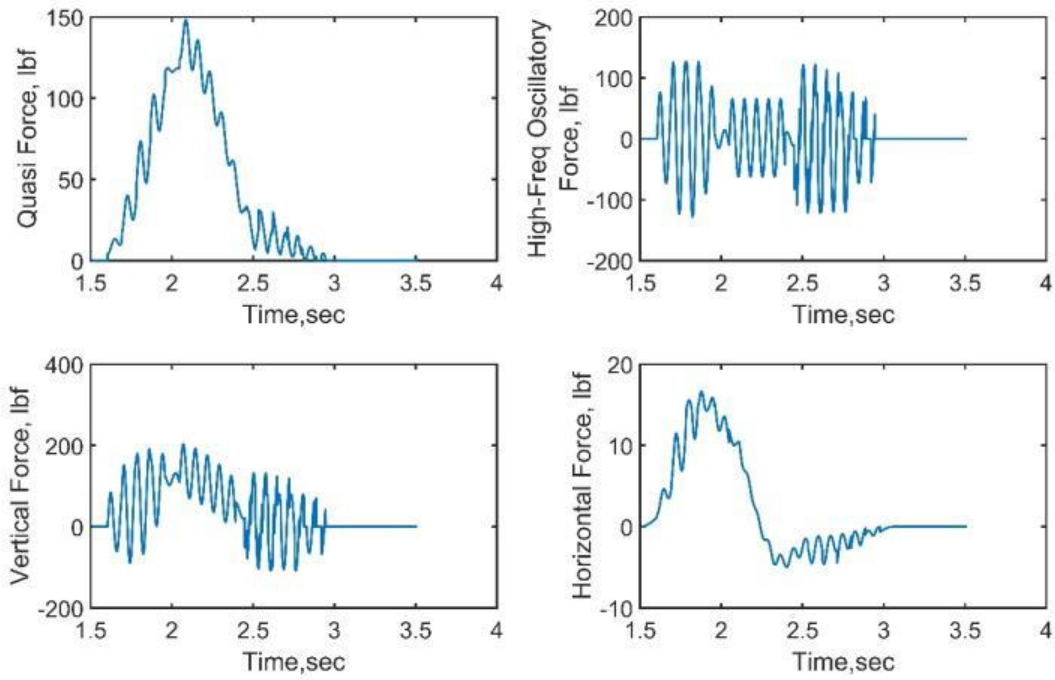 Quasi Force, lbf
150
100
50
0
1.5 2 2.5 3 3.5 4
Time,sec
High-Freq Oscillatory
Force, lbf
200
100
0
-100
-200
1.5 2 2.5 3 3.5 4
Time,sec
Vertical Force, lbf
400
200
0
-200
1.5 2 2.5 3 3.5 4
Time,sec
Horizontal Force, lbf
20
10
0
-10
1.5 2 2.5 3 3.5 4
Time,sec